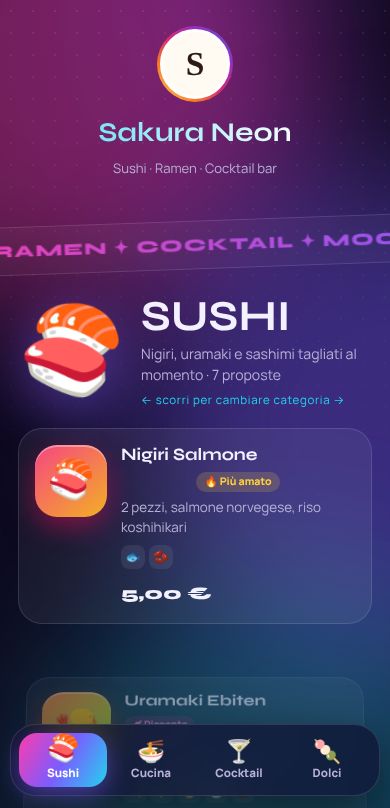 S
Sakura Neon
Sushi · Ramen · Cocktail bar
RAMEN ✦ COCKTAIL ✦ MOC
SUSHI
Nigiri, uramaki e sashimi tagliati al
momento · 7 proposte
← scorri per cambiare categoria →
Nigiri Salmone
🔥 Più amato
2 pezzi, salmone norvegese, riso
koshihikari
5,00 €
Uramaki Ebiten
Piccante
Sushi
Cucina
Cocktail
Dolci